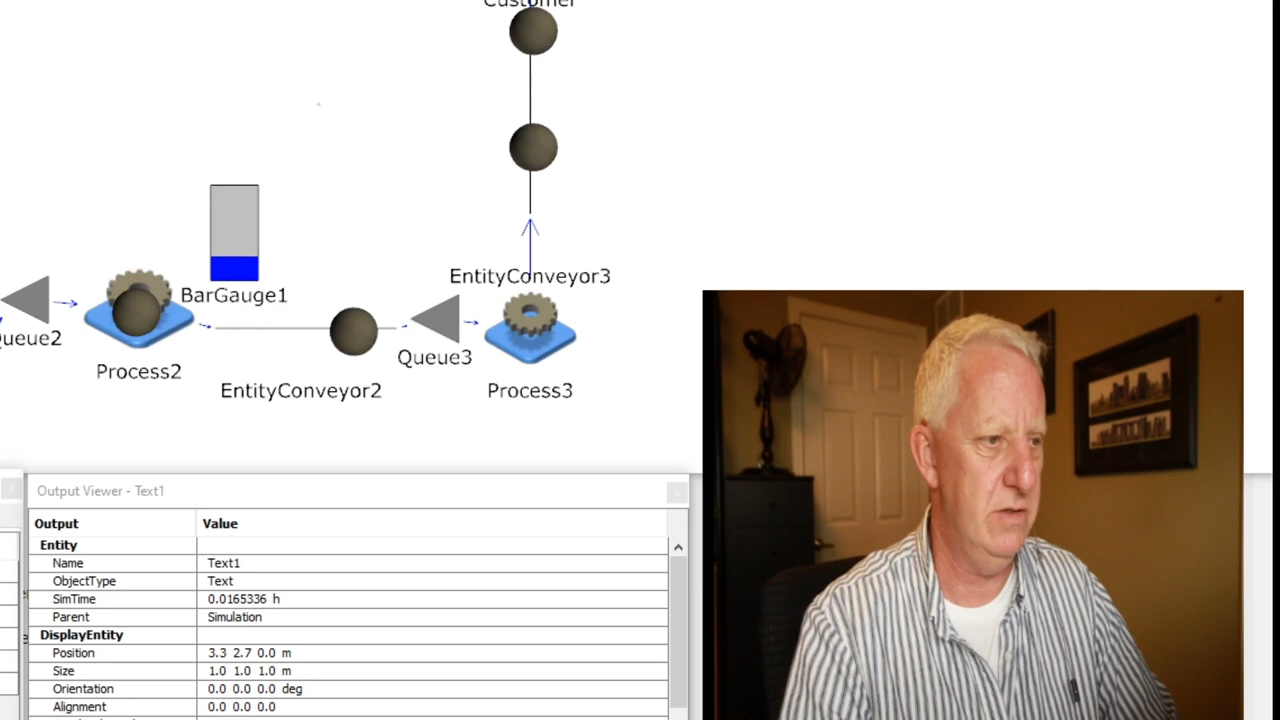 Customer
EntityConveyor3
BarGauge1
Queue2
Queue3
Process2
EntityConveyor2
Process3
Output Viewer - Text1
Output Value
Entity
Name Text1
ObjectType Text
SimTime 0.0165336 h
Parent Simulation
DisplayEntity
Position 3.3 2.7 0.0 m
Size 1.0 1.0 1.0 m
Orientation 0.0 0.0 0.0 deg
Alignment 0.0 0.0 0.0